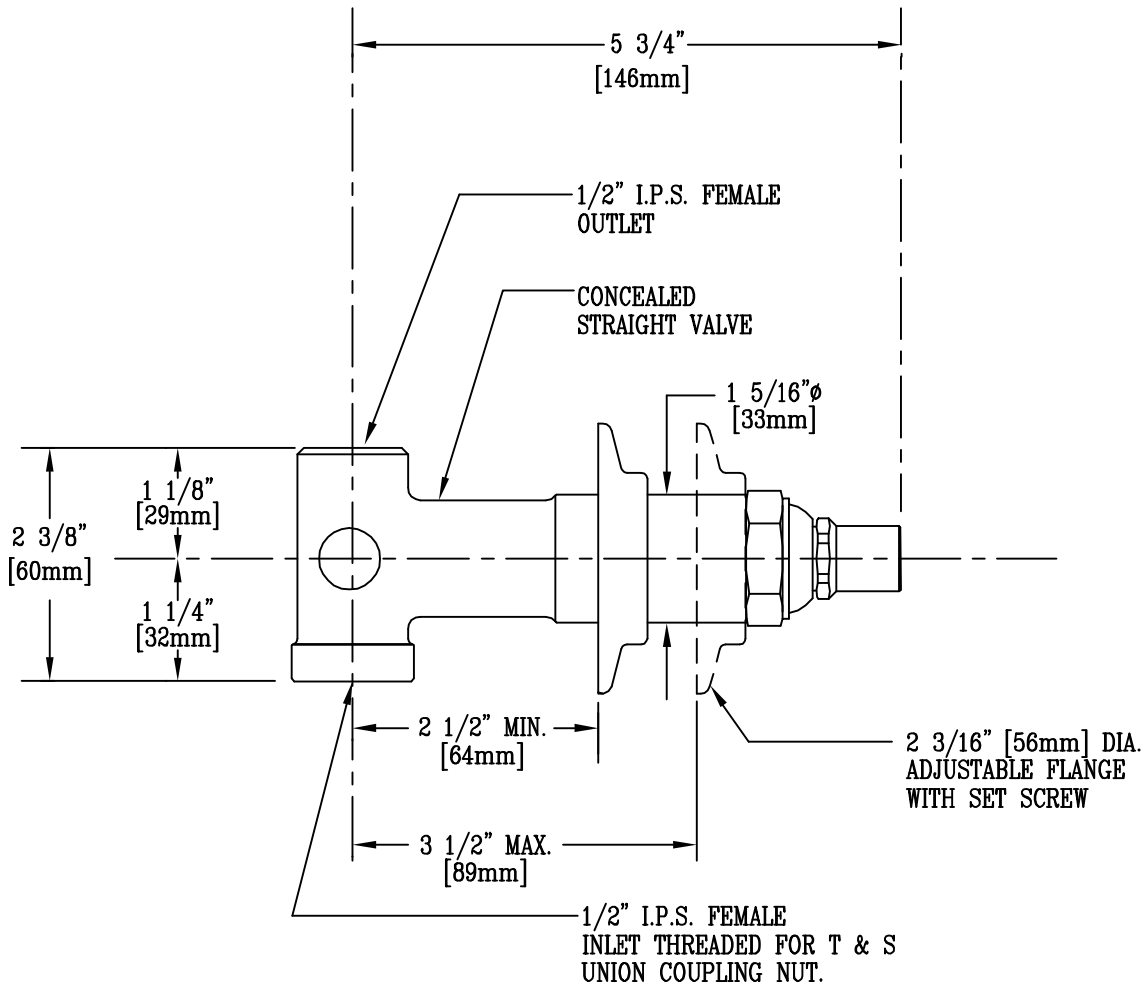 5 3/4"
[146mm]
1/2" I.P.S. FEMALE
OUTLET
CONCEALED
STRAIGHT VALVE
1 5/16"ø
[33mm]
1 1/8"
[29mm]
2 3/8"
[60mm]
1 1/4"
[32mm]
2 1/2" MIN.
[64mm]
2 3/16" [56mm] DIA.
ADJUSTABLE FLANGE
WITH SET SCREW
3 1/2" MAX.
[89mm]
1/2" I.P.S. FEMALE
INLET THREADED FOR T & S
UNION COUPLING NUT.